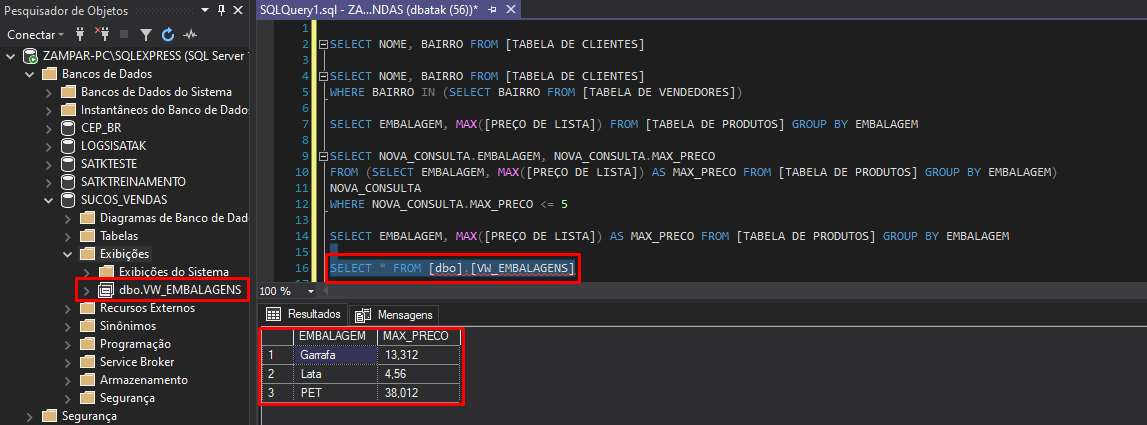 Pesquisador de Objetos
Conectar
ZAMPAR-PC\SQLEXPRESS (SQL Server
Bancos de Dados
Bancos de Dados do Sistema
Instantâneos do Banco de Dados
CEP_BR
LOGSISATAK
SATKTESTE
SATKTREINAMENTO
SUCOS_VENDAS
Diagramas de Banco de Dad
Tabelas
Exibições
Exibições do Sistema
dbo.VW_EMBALAGENS
Recursos Externos
Sinônimos
Programação
Service Broker
Armazenamento
Segurança
Segurança
SQLQuery1.sql - ZA...NDAS (dbatak (56))*
1
2 SELECT NOME, BAIRRO FROM [TABELA DE CLIENTES]
3
4 SELECT NOME, BAIRRO FROM [TABELA DE CLIENTES]
5 WHERE BAIRRO IN (SELECT BAIRRO FROM [TABELA DE VENDEDORES])
6
7 SELECT EMBALAGEM, MAX([PREÇO DE LISTA]) FROM [TABELA DE PRODUTOS] GROUP BY EMBALAGEM
8
9 SELECT NOVA_CONSULTA.EMBALAGEM, NOVA_CONSULTA.MAX_PRECO
10 FROM (SELECT EMBALAGEM, MAX([PREÇO DE LISTA]) AS MAX_PRECO FROM [TABELA DE PRODUTOS] GROUP BY EMBALAGEM)
11 NOVA_CONSULTA
12 WHERE NOVA_CONSULTA.MAX_PRECO <= 5
13
14 SELECT EMBALAGEM, MAX([PREÇO DE LISTA]) AS MAX_PRECO FROM [TABELA DE PRODUTOS] GROUP BY EMBALAGEM
15
16 SELECT * FROM [dbo].[VW_EMBALAGENS]
100 %
Resultados Mensagens
EMBALAGEM MAX_PRECO
1 Garrafa 13,312
2 Lata 4,56
3 PET 38,012